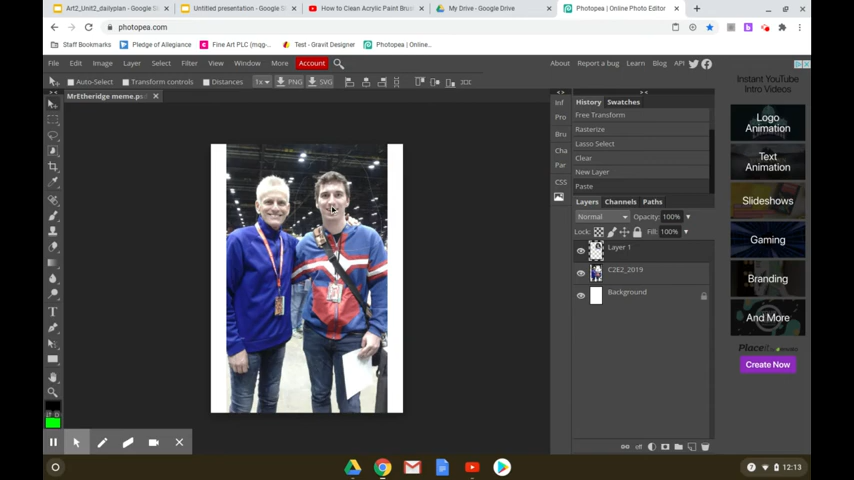 Art2_Unit2_dailyplan - Google Sl
Untitled presentation - Google Sl
How to Clean Acrylic Paint Brus
My Drive - Google Drive
Photopea | Online Photo Editor
photopea.com
Staff Bookmarks
Pledge of Allegiance
Fine Art PLC (mqg-...
Test - Gravit Designer
Photopea | Online...
File Edit Image Layer Select Filter View Window More Account
About Report a bug Learn Blog API
Auto-Select Transform controls Distances 1x PNG SVG
MrEtheridge meme.psd
Inf
Pro
Bru
Cha
Par
CSS
History Swatches
Free Transform
Rasterize
Lasso Select
Clear
New Layer
Paste
Layers Channels Paths
Normal Opacity: 100%
Lock: Fill: 100%
Layer 1
C2E2_2019
Background
Instant YouTube
Intro Videos
Logo
Animation
Text
Animation
Slideshows
Gaming
Branding
And More
Placeit
Create Now
12:13